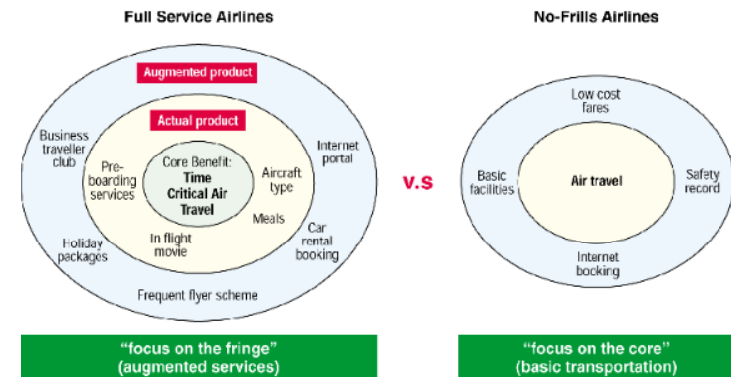 Full Service Airlines
No-Frills Airlines
Augmented product
Actual product
Business
traveller
club
Internet
portal
Pre-
boarding
services
Core Benefit:
Time
Critical Air
Travel
Aircraft
type
Meals
In flight
movie
Car
rental
booking
Holiday
packages
Frequent flyer scheme
"focus on the fringe"
(augmented services)
v.s
Low cost
fares
Basic
facilities
Air travel
Safety
record
Internet
booking
"focus on the core"
(basic transportation)